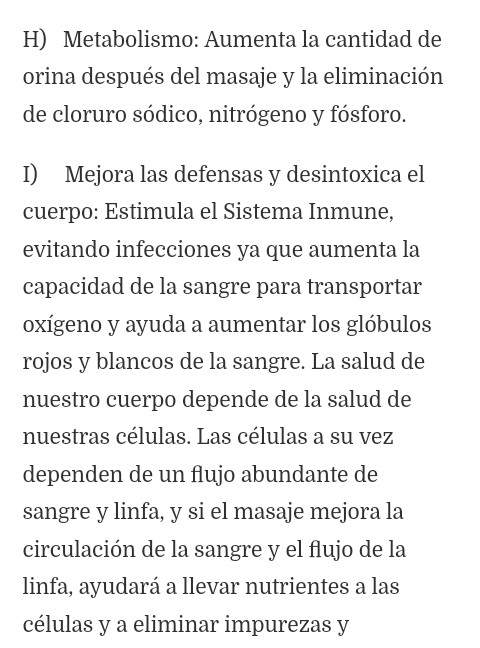 H) Metabolismo: Aumenta la cantidad de
orina después del masaje y la eliminación
de cloruro sódico, nitrógeno y fósforo.
I) Mejora las defensas y desintoxica el
cuerpo: Estimula el Sistema Inmune,
evitando infecciones ya que aumenta la
capacidad de la sangre para transportar
oxígeno y ayuda a aumentar los glóbulos
rojos y blancos de la sangre. La salud de
nuestro cuerpo depende de la salud de
nuestras células. Las células a su vez
dependen de un flujo abundante de
sangre y linfa, y si el masaje mejora la
circulación de la sangre y el flujo de la
linfa, ayudará a llevar nutrientes a las
células y a eliminar impurezas y